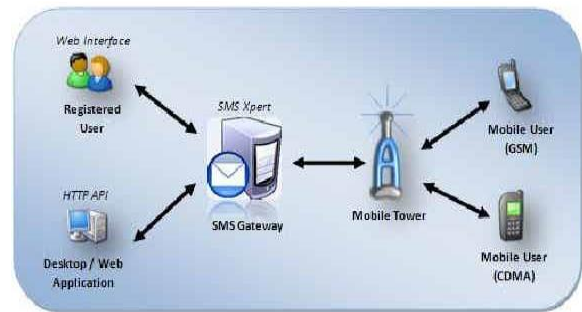 Web Interface
Registered
User
SMS Xpert
SMS Gateway
HTTP API
Desktop / Web
Application
Mobile Tower
Mobile User
(GSM)
Mobile User
(CDMA)